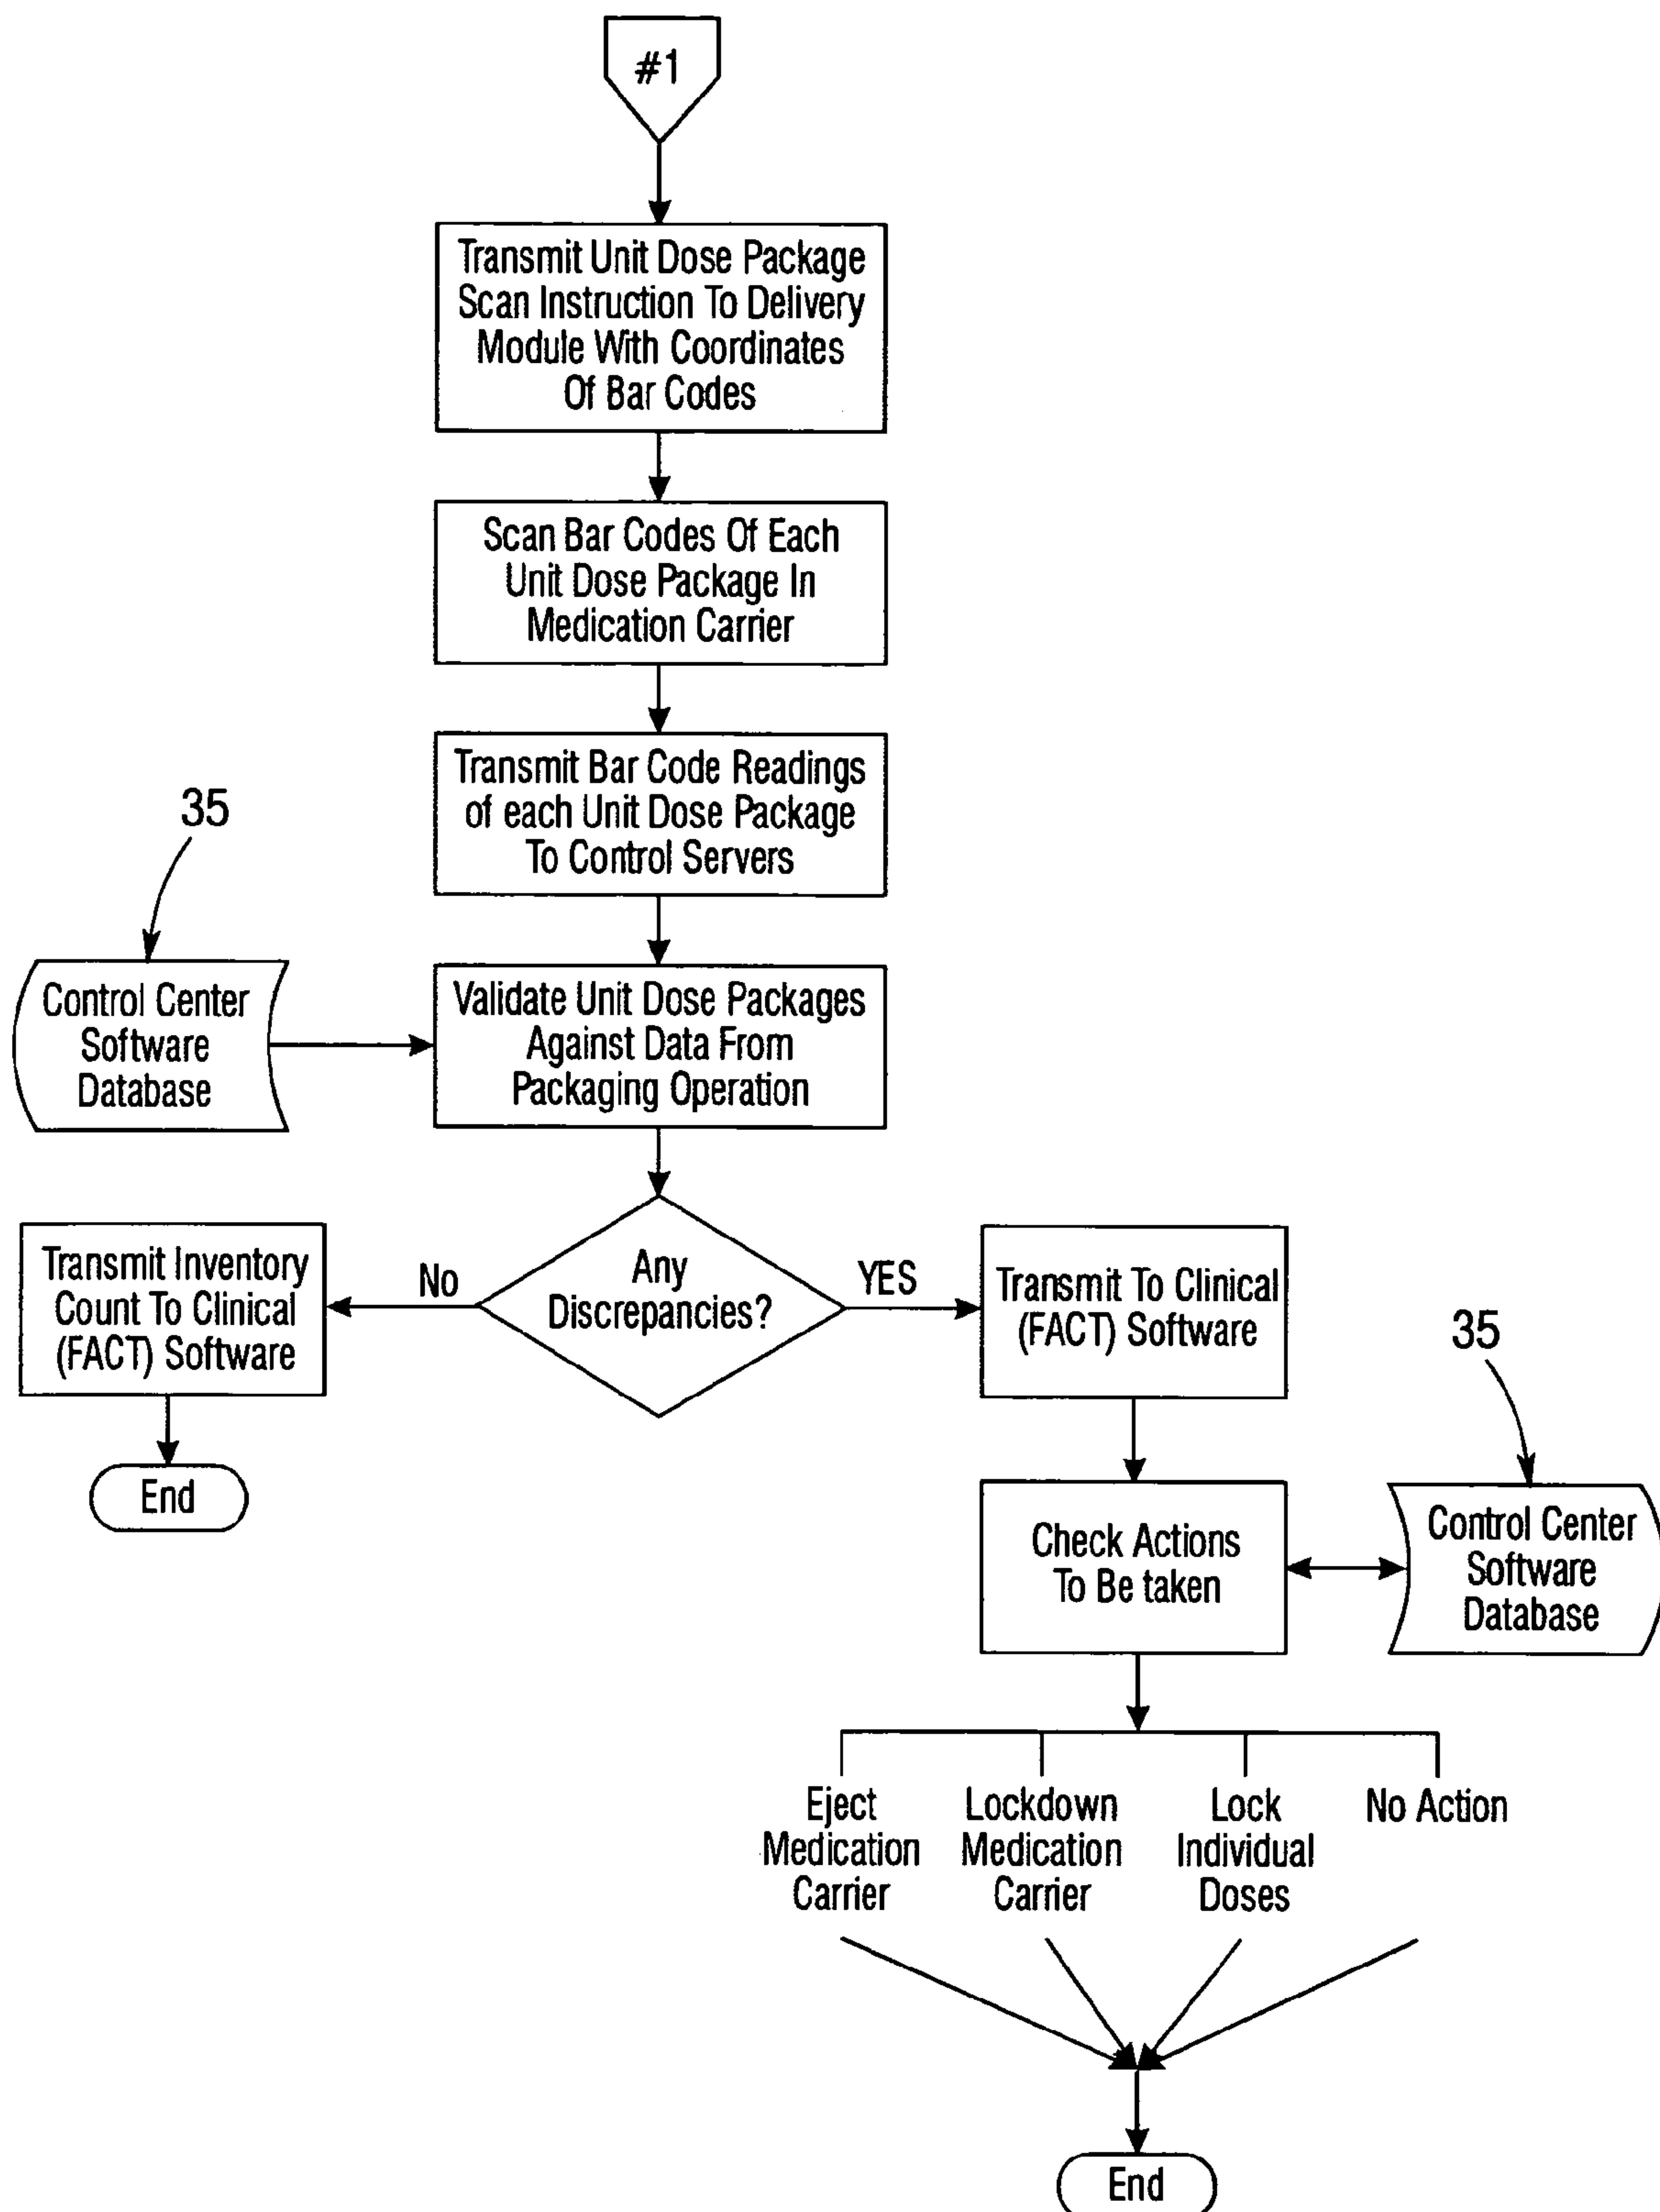 #1
Transmit Unit Dose Package
Scan Instruction To Delivery
Module With Coordinates
Of Bar Codes
Scan Bar Codes Of Each
Unit Dose Package In
Medication Carrier
Transmit Bar Code Readings
of each Unit Dose Package
To Control Servers
35
Control Center
Software
Database
Validate Unit Dose Packages
Against Data From
Packaging Operation
Any
Discrepancies?
No
YES
Transmit Inventory
Count To Clinical
(FACT) Software
End
Transmit To Clinical
(FACT) Software
35
Check Actions
To Be taken
Control Center
Software
Database
Eject
Medication
Carrier
Lockdown
Medication
Carrier
Lock
Individual
Doses
No Action
End